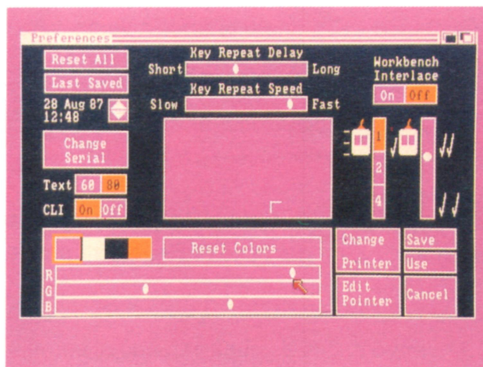 Preferences
Reset All
Last Saved
28 Aug 87
12:48
Change
Serial
Text 60 80
CLI On Off
Key Repeat Delay
Short Long
Key Repeat Speed
Slow Fast
Workbench
Interlace
On Off
1
2
4
Reset Colors
R
G
B
Change
Printer
Edit
Pointer
Save
Use
Cancel